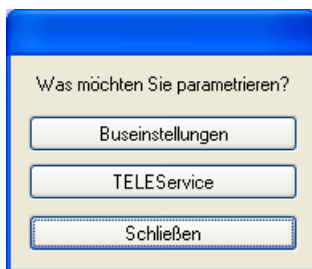 Was möchten Sie parametrieren?
Buseinstellungen
TELEService
Schließen